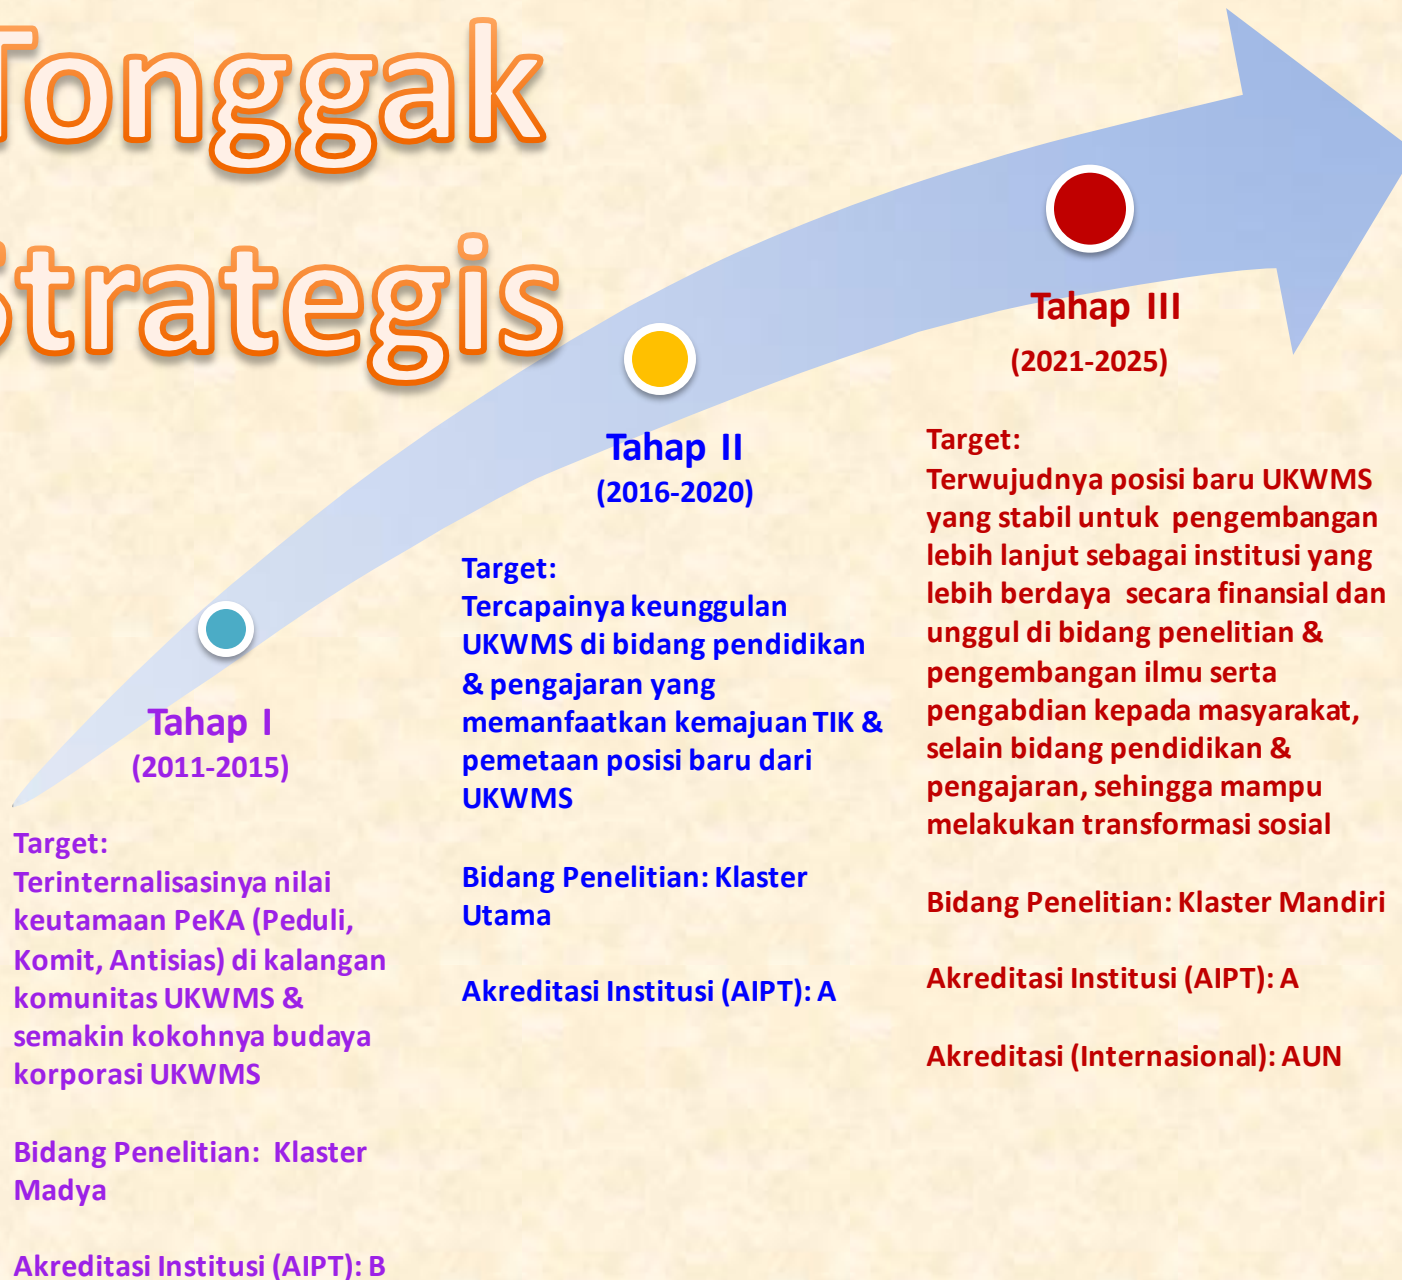 Tonggak
Strategis
Tahap I
(2011-2015)
Target:
Terinternalisasinya nilai
keutamaan PeKA (Peduli,
Komit, Antisias) di kalangan
komunitas UKWMS &
semakin kokohnya budaya
korporasi UKWMS
Bidang Penelitian: Klaster
Madya
Akreditasi Institusi (AIPT): B
Tahap II
(2016-2020)
Target:
Tercapainya keunggulan
UKWMS di bidang pendidikan
& pengajaran yang
memanfaatkan kemajuan TIK &
pemetaan posisi baru dari
UKWMS
Bidang Penelitian: Klaster
Utama
Akreditasi Institusi (AIPT): A
Tahap III
(2021-2025)
Target:
Terwujudnya posisi baru UKWMS
yang stabil untuk pengembangan
lebih lanjut sebagai institusi yang
lebih berdaya secara finansial dan
unggul di bidang penelitian &
pengembangan ilmu serta
pengabdian kepada masyarakat,
selain bidang pendidikan &
pengajaran, sehingga mampu
melakukan transformasi sosial
Bidang Penelitian: Klaster Mandiri
Akreditasi Institusi (AIPT): A
Akreditasi (Internasional): AUN